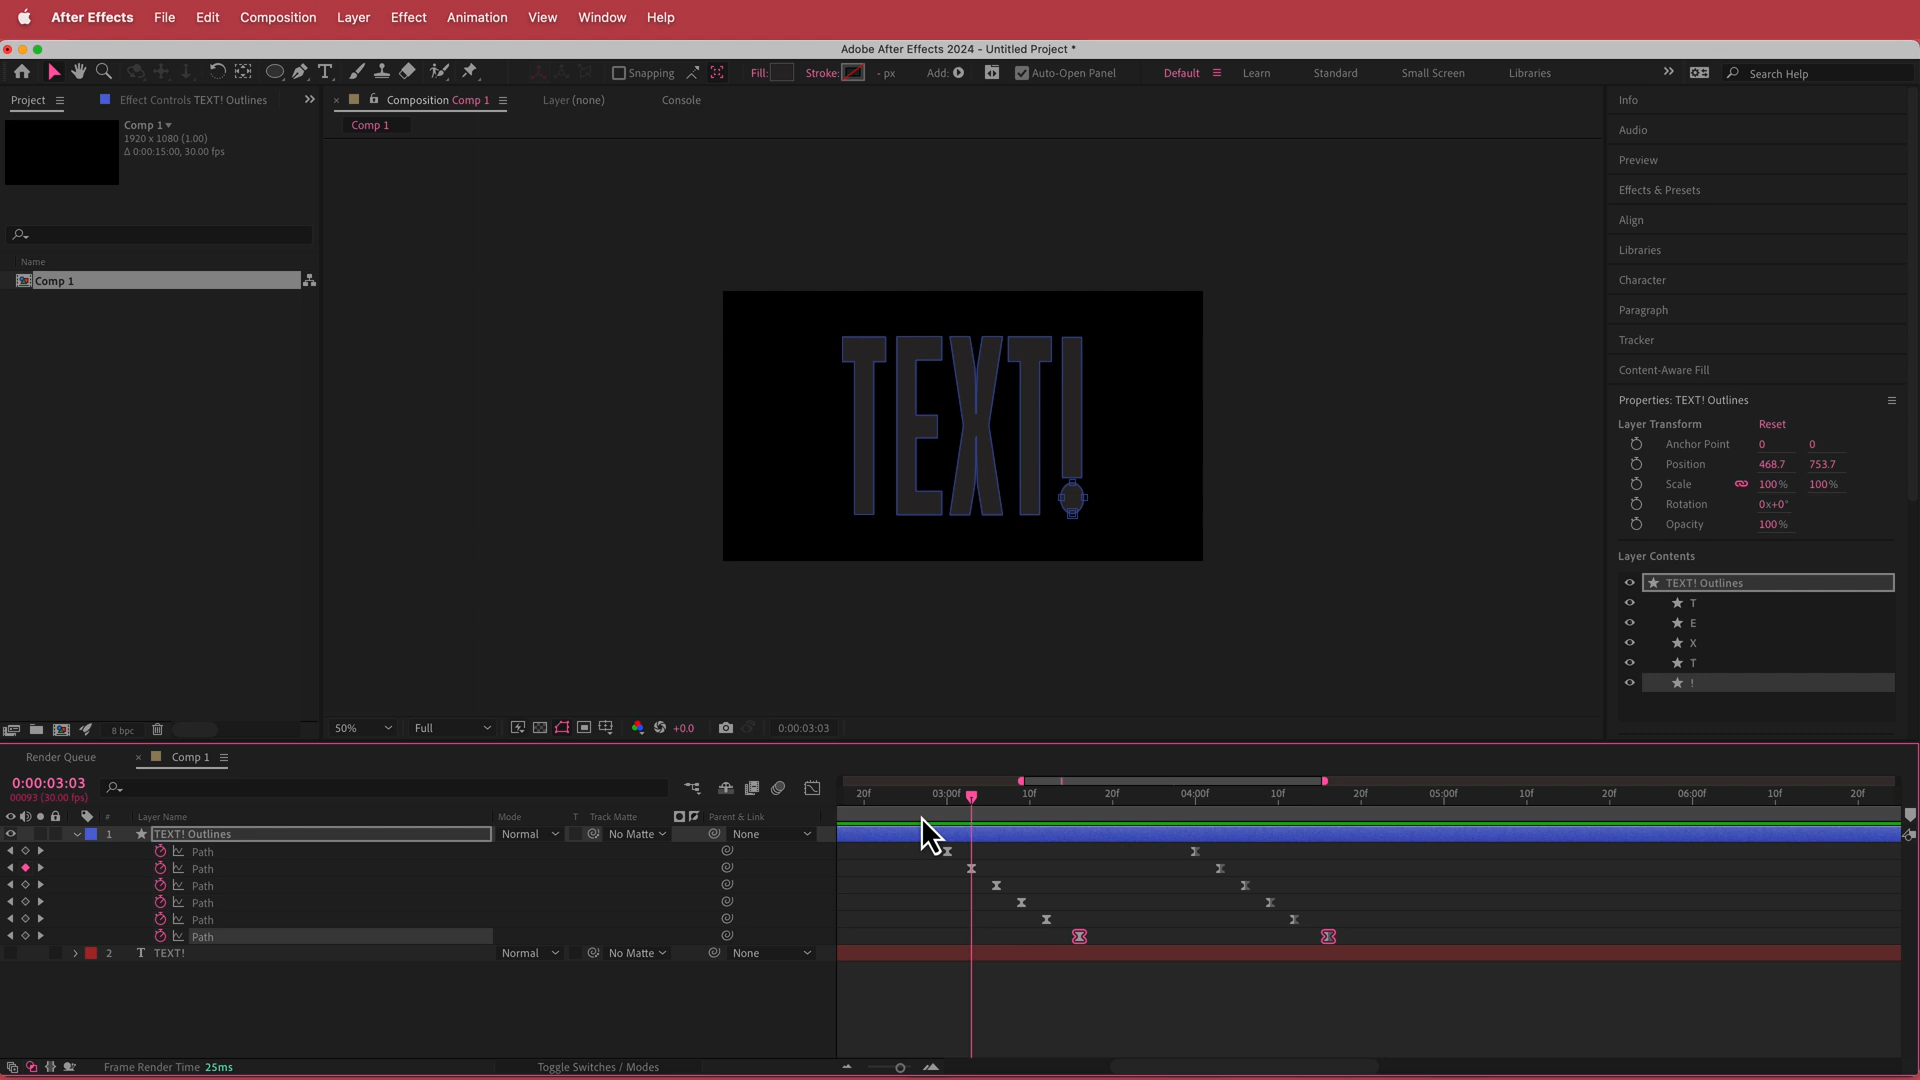 After Effects File Edit Composition Layer Effect Animation View Window Help
Adobe After Effects 2024 - Untitled Project *
Snapping Fill: Stroke: - px Add: Auto-Open Panel Default Learn Standard Small Screen Libraries Search Help
Project Effect Controls TEXT! Outlines Composition Comp 1 Layer (none) Console
Comp 1
1920 x 1080 (1.00)
Δ 0:00:15:00, 30.00 fps
Name
Comp 1
Comp 1
TEXT!
8 bpc
50% Full +0.0 0:00:03:03
Info
Audio
Preview
Effects & Presets
Align
Libraries
Character
Paragraph
Tracker
Content-Aware Fill
Properties: TEXT! Outlines
Layer Transform Reset
Anchor Point 0 0
Position 468.7 753.7
Scale 100% 100%
Rotation 0x+0°
Opacity 100%
Layer Contents
TEXT! Outlines
T
E
X
T
!
Render Queue Comp 1
0:00:03:03
00093 (30.00 fps)
20f 03:00f 10f 20f 04:00f 10f 20f 05:00f 10f 20f 06:00f 10f 20f
# Layer Name Mode T Track Matte Parent & Link
1 TEXT! Outlines Normal No Matte None
Path
Path
Path
Path
Path
Path
2 T TEXT! Normal No Matte None
Frame Render Time 25ms Toggle Switches / Modes